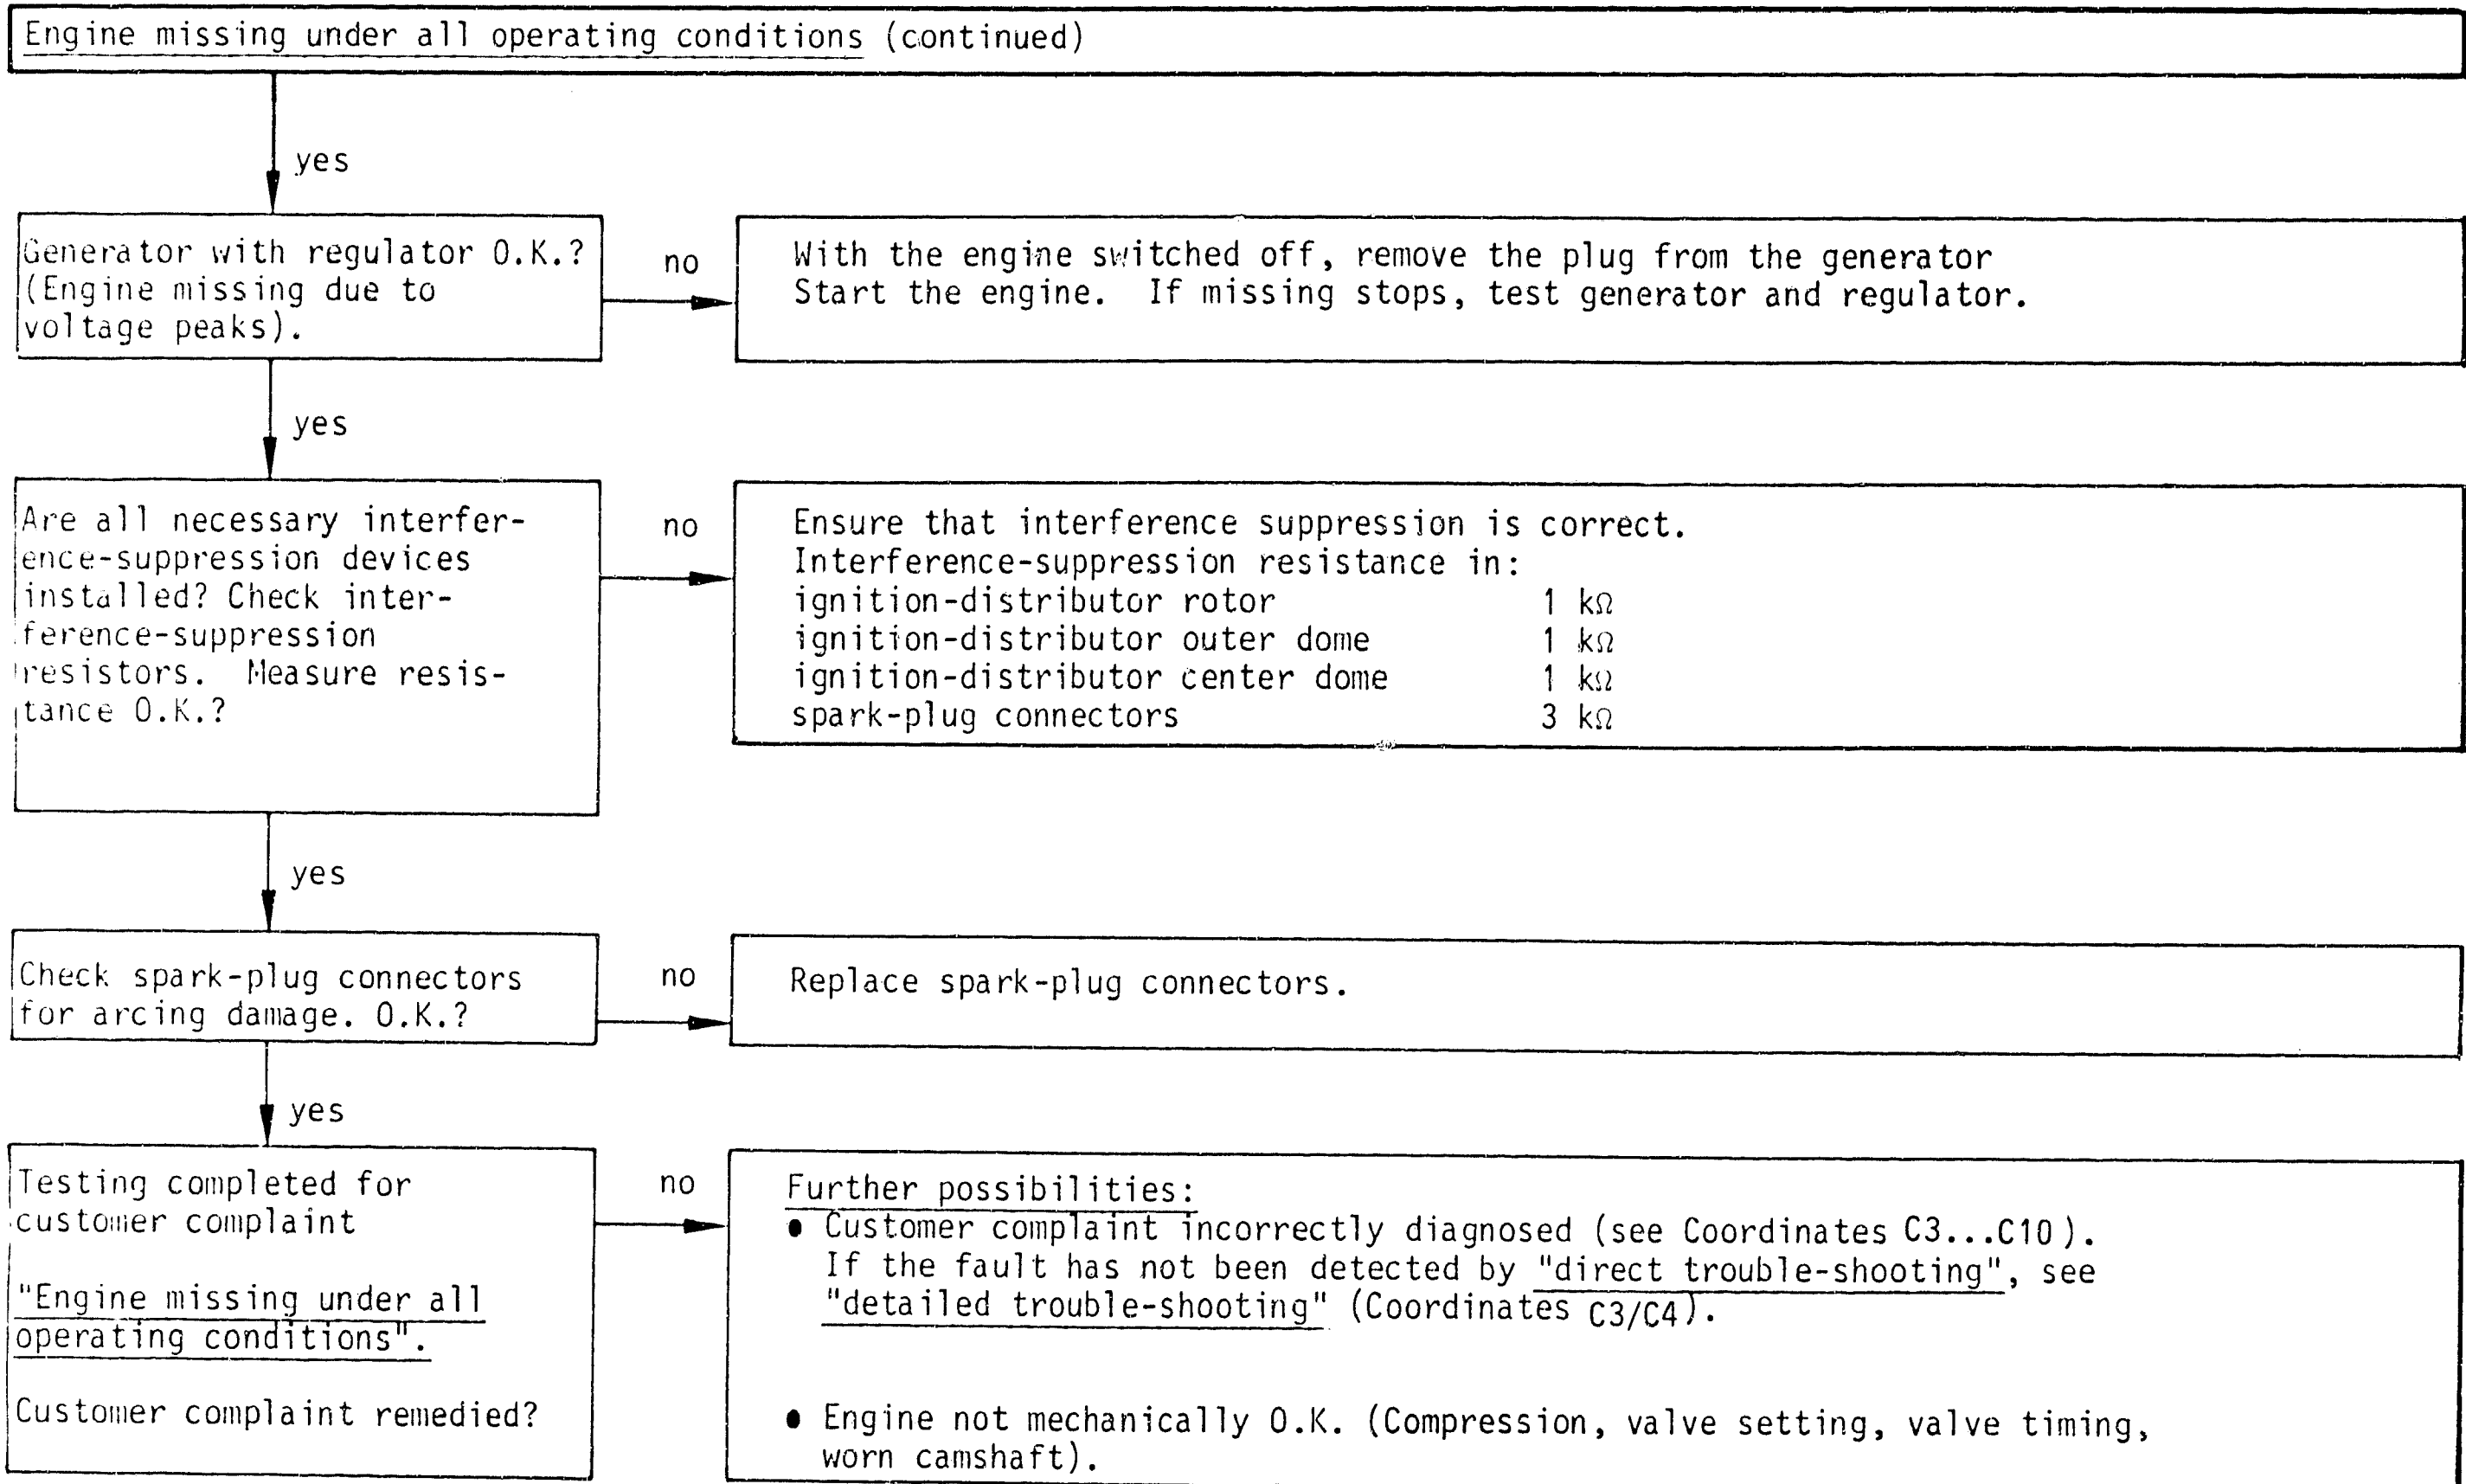 Engine missing under all operating conditions (continued)
yes
Generator with regulator O.K.?
(Engine missing due to
voltage peaks).
no
With the engine switched off, remove the plug from the generator
Start the engine. If missing stops, test generator and regulator.
yes
Are all necessary interfer-
ence-suppression devices
installed? Check inter-
ference-suppression
resistors. Measure resis-
tance O.K.?
no
Ensure that interference suppression is correct.
Interference-suppression resistance in:
ignition-distributor rotor 1 kΩ
ignition-distributor outer dome 1 kΩ
ignition-distributor center dome 1 kΩ
spark-plug connectors 3 kΩ
yes
Check spark-plug connectors
for arcing damage. O.K.?
no
Replace spark-plug connectors.
yes
Testing completed for
customer complaint
"Engine missing under all
operating conditions".
Customer complaint remedied?
no
Further possibilities:
• Customer complaint incorrectly diagnosed (see Coordinates C3...C10).
If the fault has not been detected by "direct trouble-shooting", see
"detailed trouble-shooting" (Coordinates C3/C4).
• Engine not mechanically O.K. (Compression, valve setting, valve timing,
worn camshaft).